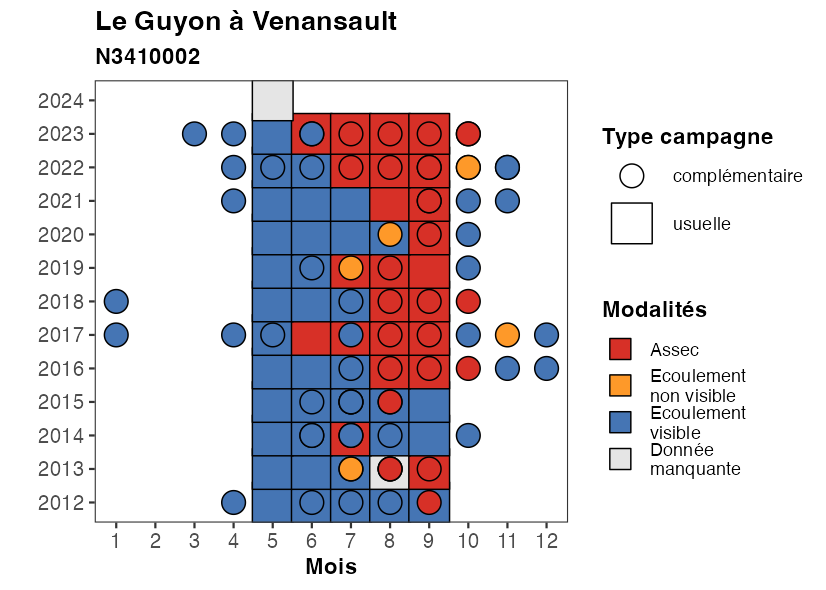 Le Guyon à Venansault
N3410002
2024
2023
2022
2021
2020
2019
2018
2017
2016
2015
2014
2013
2012
1 2 3 4 5 6 7 8 9 10 11 12
Mois
Type campagne
complémentaire
usuelle
Modalités
Assec
Ecoulement
non visible
Ecoulement
visible
Donnée
manquante